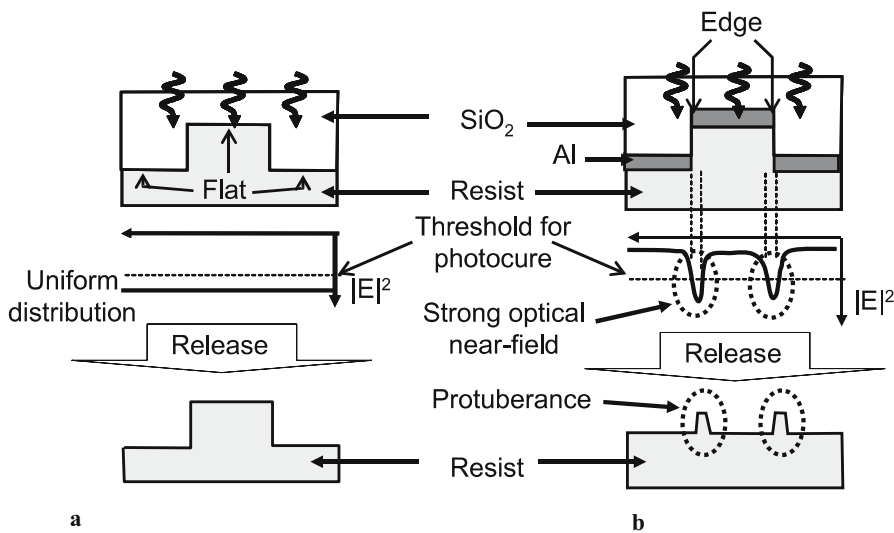 Edge
SiO2
Al
Flat
Resist
Threshold for
photocure
Uniform
distribution
|E|2
|E|2
Strong optical
near-field
Release
Release
Protuberance
Resist
a
b